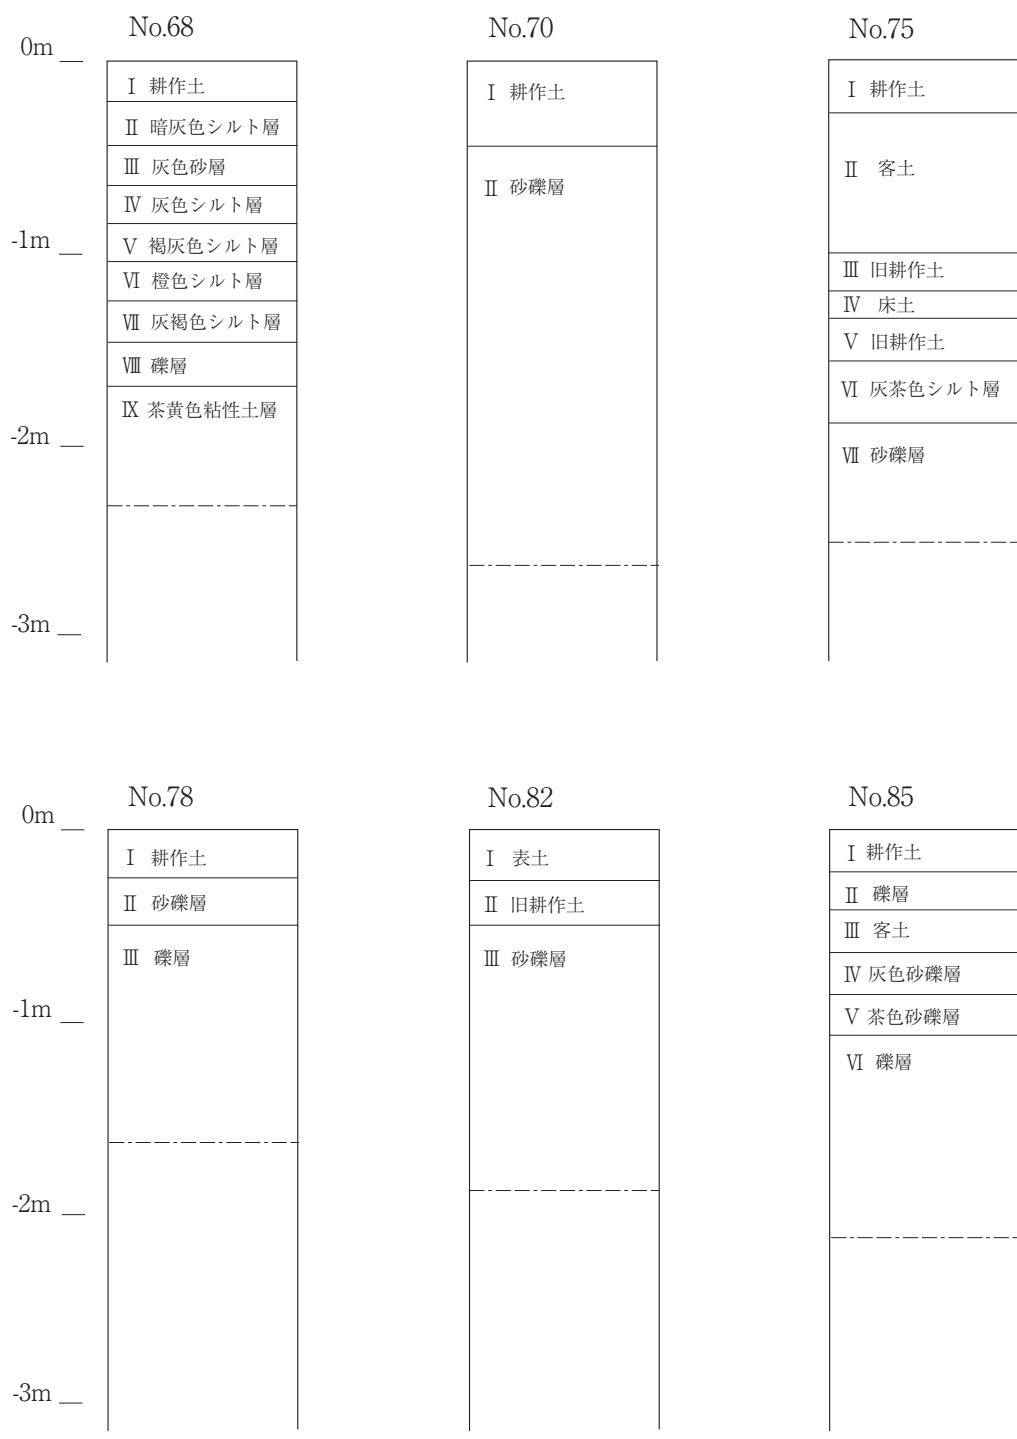 No.68
No.70
No.75
0m
-1m
-2m
-3m
Ⅰ 耕作土
Ⅱ 暗灰色シルト層
Ⅲ 灰色砂層
Ⅳ 灰色シルト層
Ⅴ 褐灰色シルト層
Ⅵ 橙色シルト層
Ⅶ 灰褐色シルト層
Ⅷ 礫層
Ⅸ 茶黄色粘性土層
Ⅰ 耕作土
Ⅱ 砂礫層
Ⅰ 耕作土
Ⅱ 客土
Ⅲ 旧耕作土
Ⅳ 床土
Ⅴ 旧耕作土
Ⅵ 灰茶色シルト層
Ⅶ 砂礫層
No.78
No.82
No.85
0m
-1m
-2m
-3m
Ⅰ 耕作土
Ⅱ 砂礫層
Ⅲ 礫層
Ⅰ 表土
Ⅱ 旧耕作土
Ⅲ 砂礫層
Ⅰ 耕作土
Ⅱ 礫層
Ⅲ 客土
Ⅳ 灰色砂礫層
Ⅴ 茶色砂礫層
Ⅵ 礫層